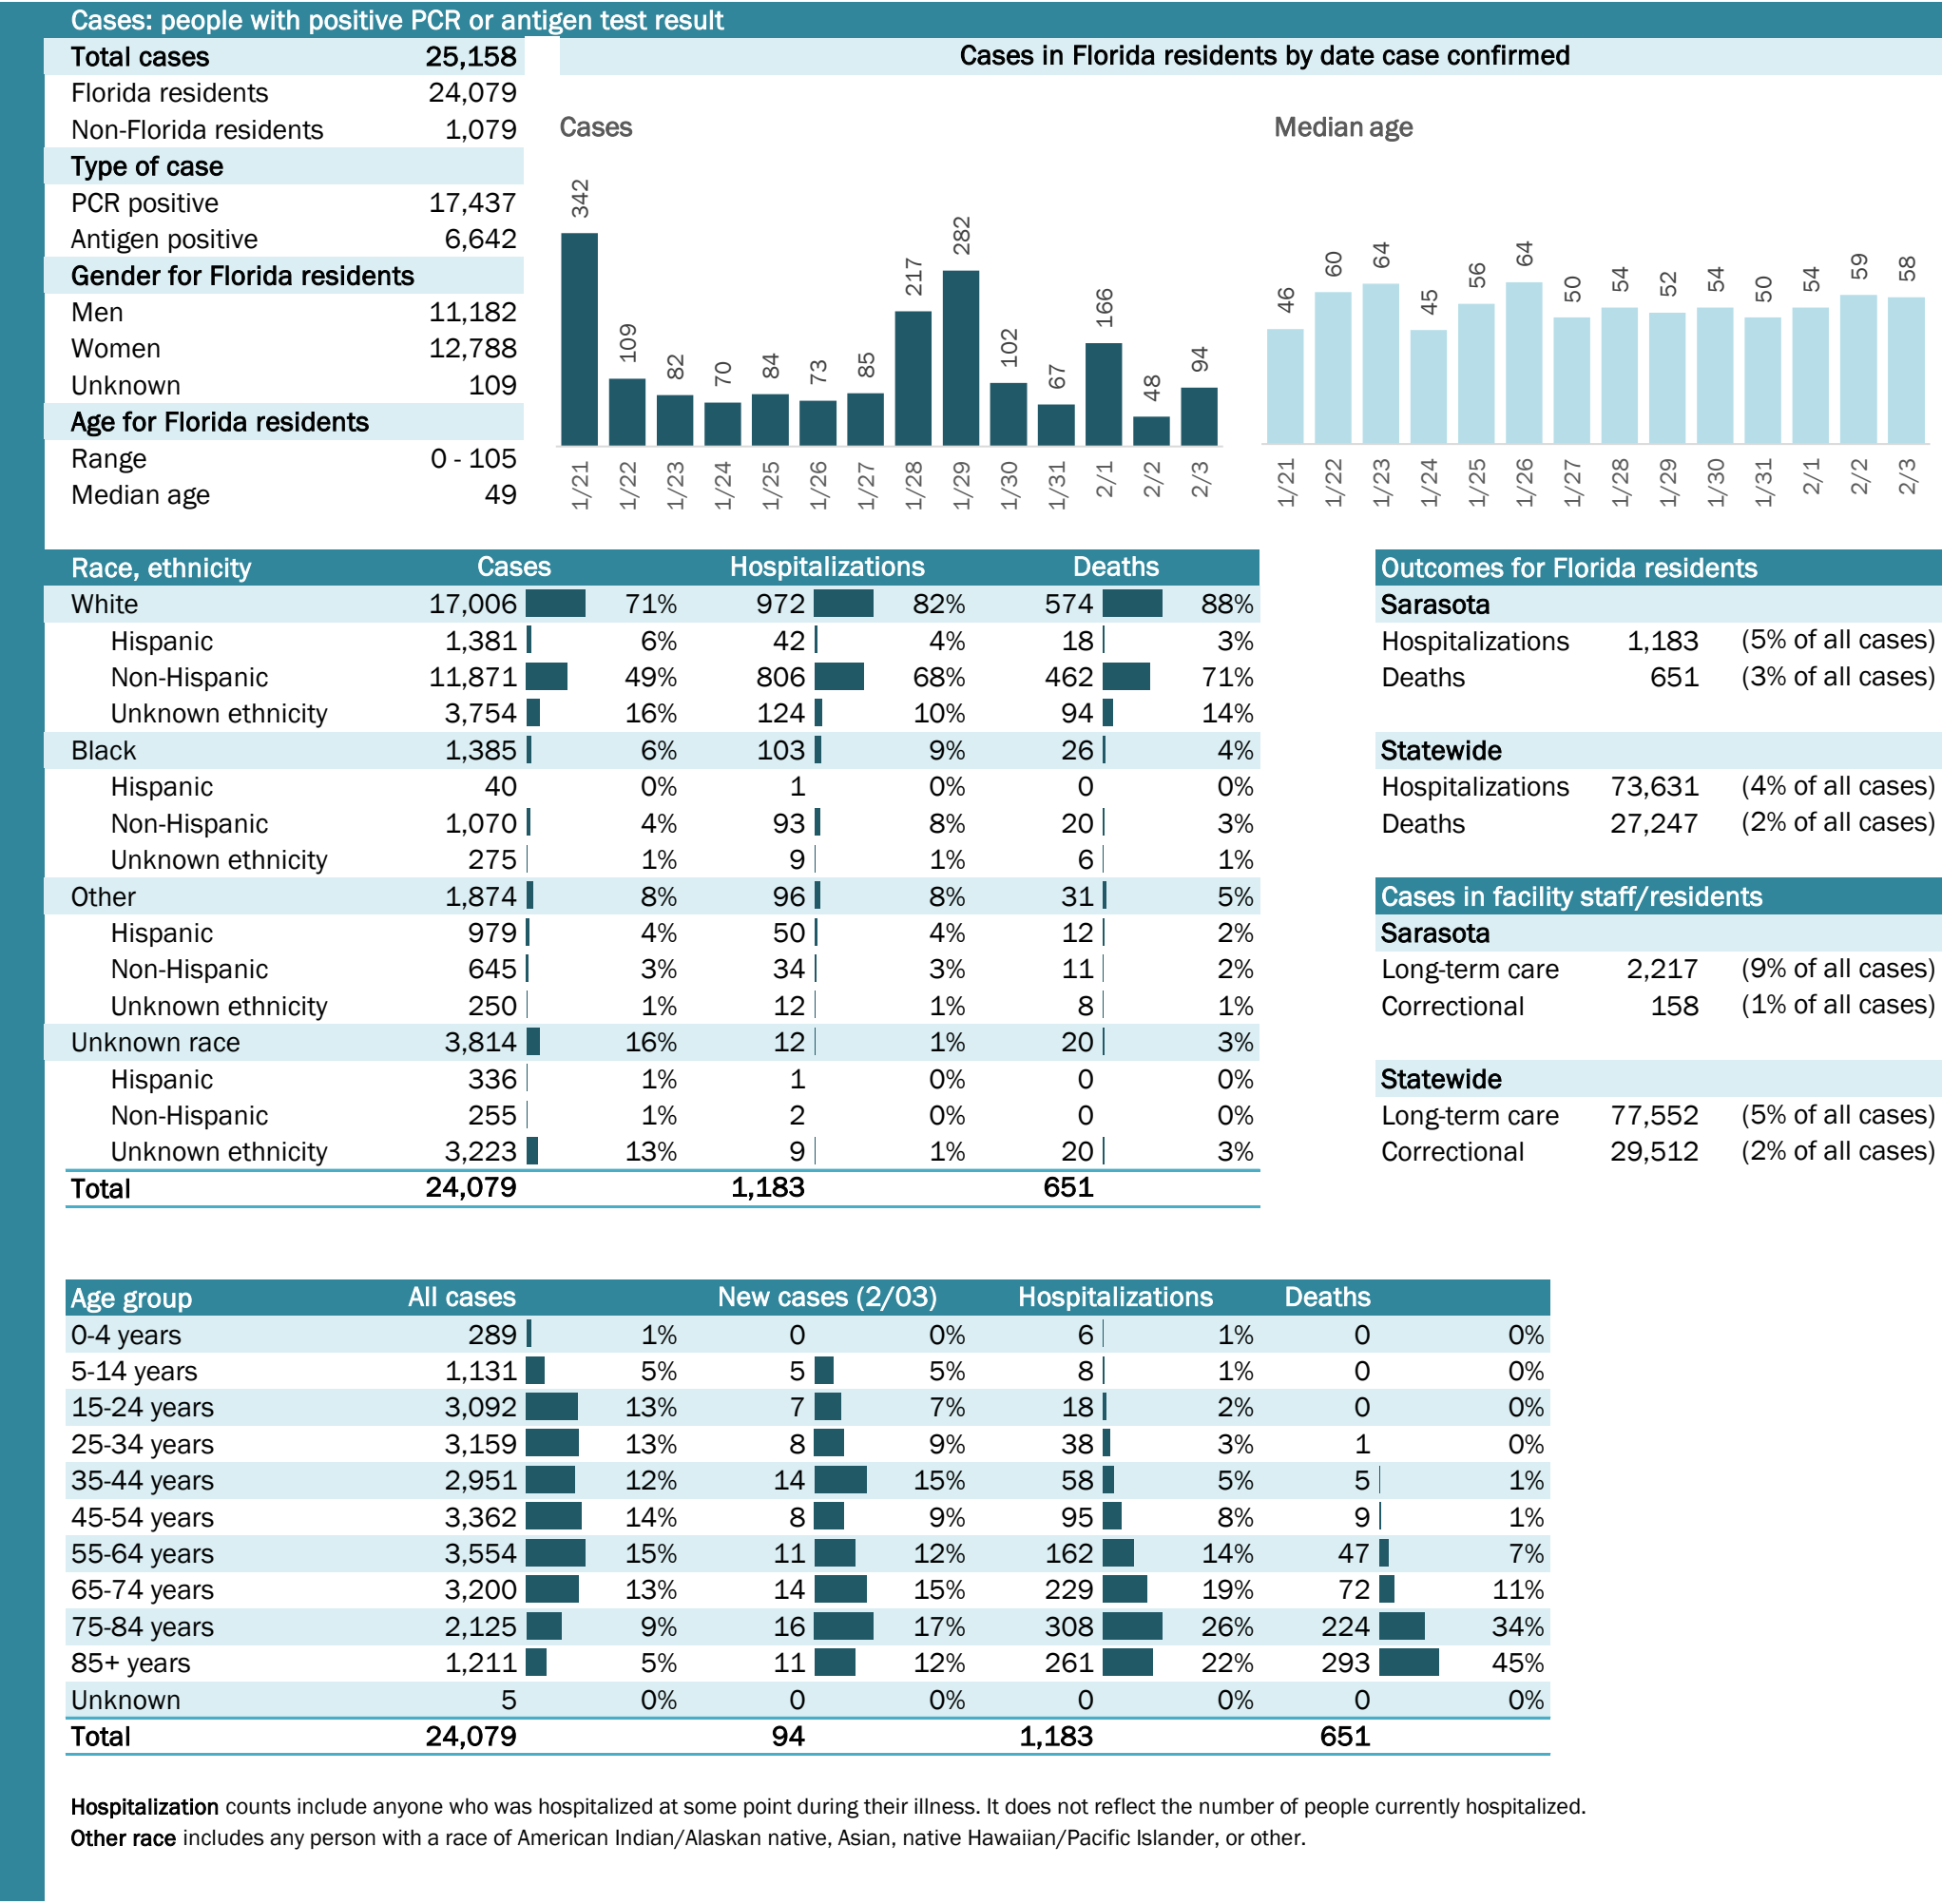 Cases: people with positive PCR or antigen test result
Total cases 25,158
Florida residents 24,079
Non-Florida residents 1,079
Type of case
PCR positive 17,437
Antigen positive 6,642
Gender for Florida residents
Men 11,182
Women 12,788
Unknown 109
Age for Florida residents
Range 0 - 105
Median age 49
Cases in Florida residents by date case confirmed
Cases
342 109 82 70 84 73 85 217 282 102 67 166 48 94
1/21 1/22 1/23 1/24 1/25 1/26 1/27 1/28 1/29 1/30 1/31 2/1 2/2 2/3
Median age
46 60 64 45 56 64 50 54 52 54 50 54 59 58
1/21 1/22 1/23 1/24 1/25 1/26 1/27 1/28 1/29 1/30 1/31 2/1 2/2 2/3
Race, ethnicity Cases Hospitalizations Deaths
White 17,006 71% 972 82% 574 88%
Hispanic 1,381 6% 42 4% 18 3%
Non-Hispanic 11,871 49% 806 68% 462 71%
Unknown ethnicity 3,754 16% 124 10% 94 14%
Black 1,385 6% 103 9% 26 4%
Hispanic 40 0% 1 0% 0 0%
Non-Hispanic 1,070 4% 93 8% 20 3%
Unknown ethnicity 275 1% 9 1% 6 1%
Other 1,874 8% 96 8% 31 5%
Hispanic 979 4% 50 4% 12 2%
Non-Hispanic 645 3% 34 3% 11 2%
Unknown ethnicity 250 1% 12 1% 8 1%
Unknown race 3,814 16% 12 1% 20 3%
Hispanic 336 1% 1 0% 0 0%
Non-Hispanic 255 1% 2 0% 0 0%
Unknown ethnicity 3,223 13% 9 1% 20 3%
Total 24,079 1,183 651
Outcomes for Florida residents
Sarasota
Hospitalizations 1,183 (5% of all cases)
Deaths 651 (3% of all cases)
Statewide
Hospitalizations 73,631 (4% of all cases)
Deaths 27,247 (2% of all cases)
Cases in facility staff/residents
Sarasota
Long-term care 2,217 (9% of all cases)
Correctional 158 (1% of all cases)
Statewide
Long-term care 77,552 (5% of all cases)
Correctional 29,512 (2% of all cases)
Age group All cases New cases (2/03) Hospitalizations Deaths
0-4 years 289 1% 0 0% 6 1% 0 0%
5-14 years 1,131 5% 5 5% 8 1% 0 0%
15-24 years 3,092 13% 7 7% 18 2% 0 0%
25-34 years 3,159 13% 8 9% 38 3% 1 0%
35-44 years 2,951 12% 14 15% 58 5% 5 1%
45-54 years 3,362 14% 8 9% 95 8% 9 1%
55-64 years 3,554 15% 11 12% 162 14% 47 7%
65-74 years 3,200 13% 14 15% 229 19% 72 11%
75-84 years 2,125 9% 16 17% 308 26% 224 34%
85+ years 1,211 5% 11 12% 261 22% 293 45%
Unknown 5 0% 0 0% 0 0% 0 0%
Total 24,079 94 1,183 651
Hospitalization counts include anyone who was hospitalized at some point during their illness. It does not reflect the number of people currently hospitalized.
Other race includes any person with a race of American Indian/Alaskan native, Asian, native Hawaiian/Pacific Islander, or other.